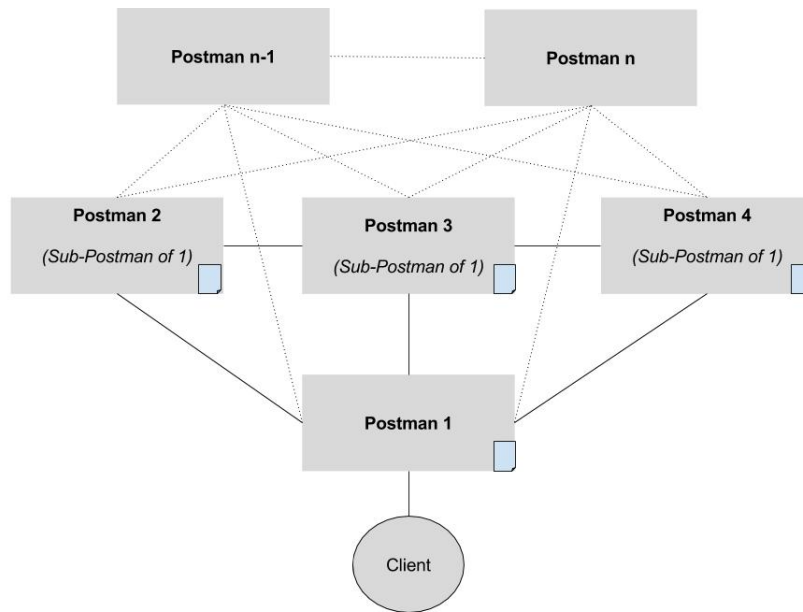 Postman n-1
Postman n
Postman 2
(Sub-Postman of 1)
Postman 3
(Sub-Postman of 1)
Postman 4
(Sub-Postman of 1)
Postman 1
Client